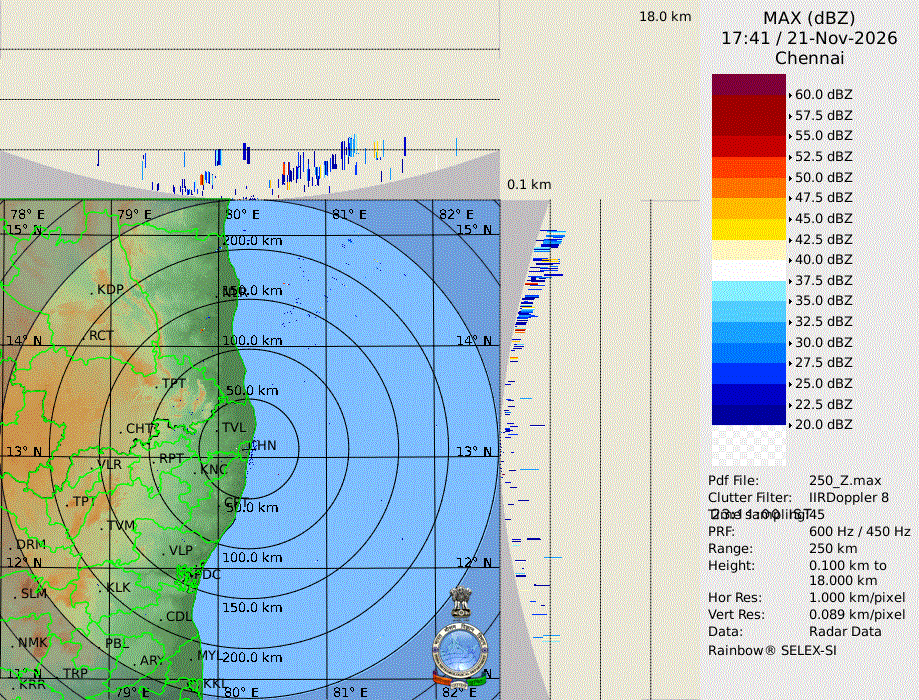 18.0 km
0.1 km
MAX (dBZ)
17:41 / 21-Nov-2026
Chennai
60.0 dBZ
57.5 dBZ
55.0 dBZ
52.5 dBZ
50.0 dBZ
47.5 dBZ
45.0 dBZ
42.5 dBZ
40.0 dBZ
37.5 dBZ
35.0 dBZ
32.5 dBZ
30.0 dBZ
27.5 dBZ
25.0 dBZ
22.5 dBZ
20.0 dBZ
78° E 79° E 80° E 81° E 82° E
15° N 15° N
200.0 km
KDP
150.0 km
RCT
14° N 100.0 km 14° N
TPT
50.0 km
CHT TVL
CHN
13° N 13° N
VLR RPT KNC
TPT
50.0 km
TVM
DRM VLP 100.0 km
12° N 12° N
PDC
SLM KLK
150.0 km
CDL
NMK PBL
ARY MYL 200.0 km
TRP
KRR KKL
79° E 80° E 81° E 82° E
Pdf File: 250_Z.max
Clutter Filter: IIRDoppler 8
Time sampling: 45
PRF: 600 Hz / 450 Hz
Range: 250 km
Height: 0.100 km to
18.000 km
Hor Res: 1.000 km/pixel
Vert Res: 0.089 km/pixel
Data: Radar Data
Rainbow® SELEX-SI